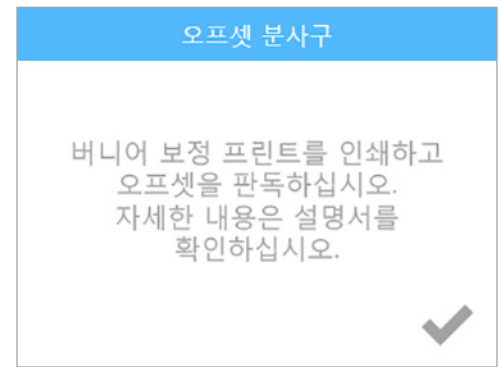 오프셋 분사구
버니어 보정 프린트를 인쇄하고
오프셋을 판독하십시오.
자세한 내용은 설명서를
확인하십시오.